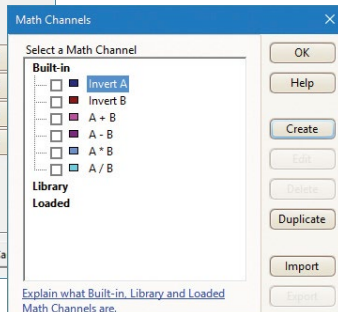 Math Channels
Select a Math Channel
OK
Built-in
Invert A
Help
Invert B
A + B
A - B
Create
A * B
Edit
A / B
Delete
Library
Loaded
Duplicate
Import
Explain what Built-in, Library and Loaded
Math Channels are.
Export